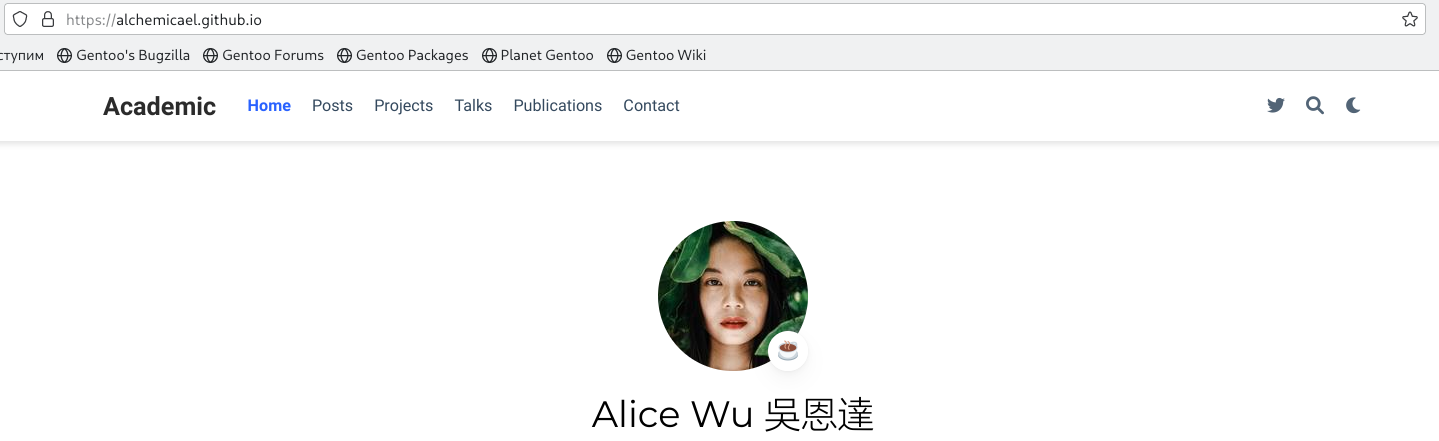 https://alchemicael.github.io
ступим Gentoo's Bugzilla Gentoo Forums Gentoo Packages Planet Gentoo Gentoo Wiki
Academic Home Posts Projects Talks Publications Contact
Alice Wu 吳恩達